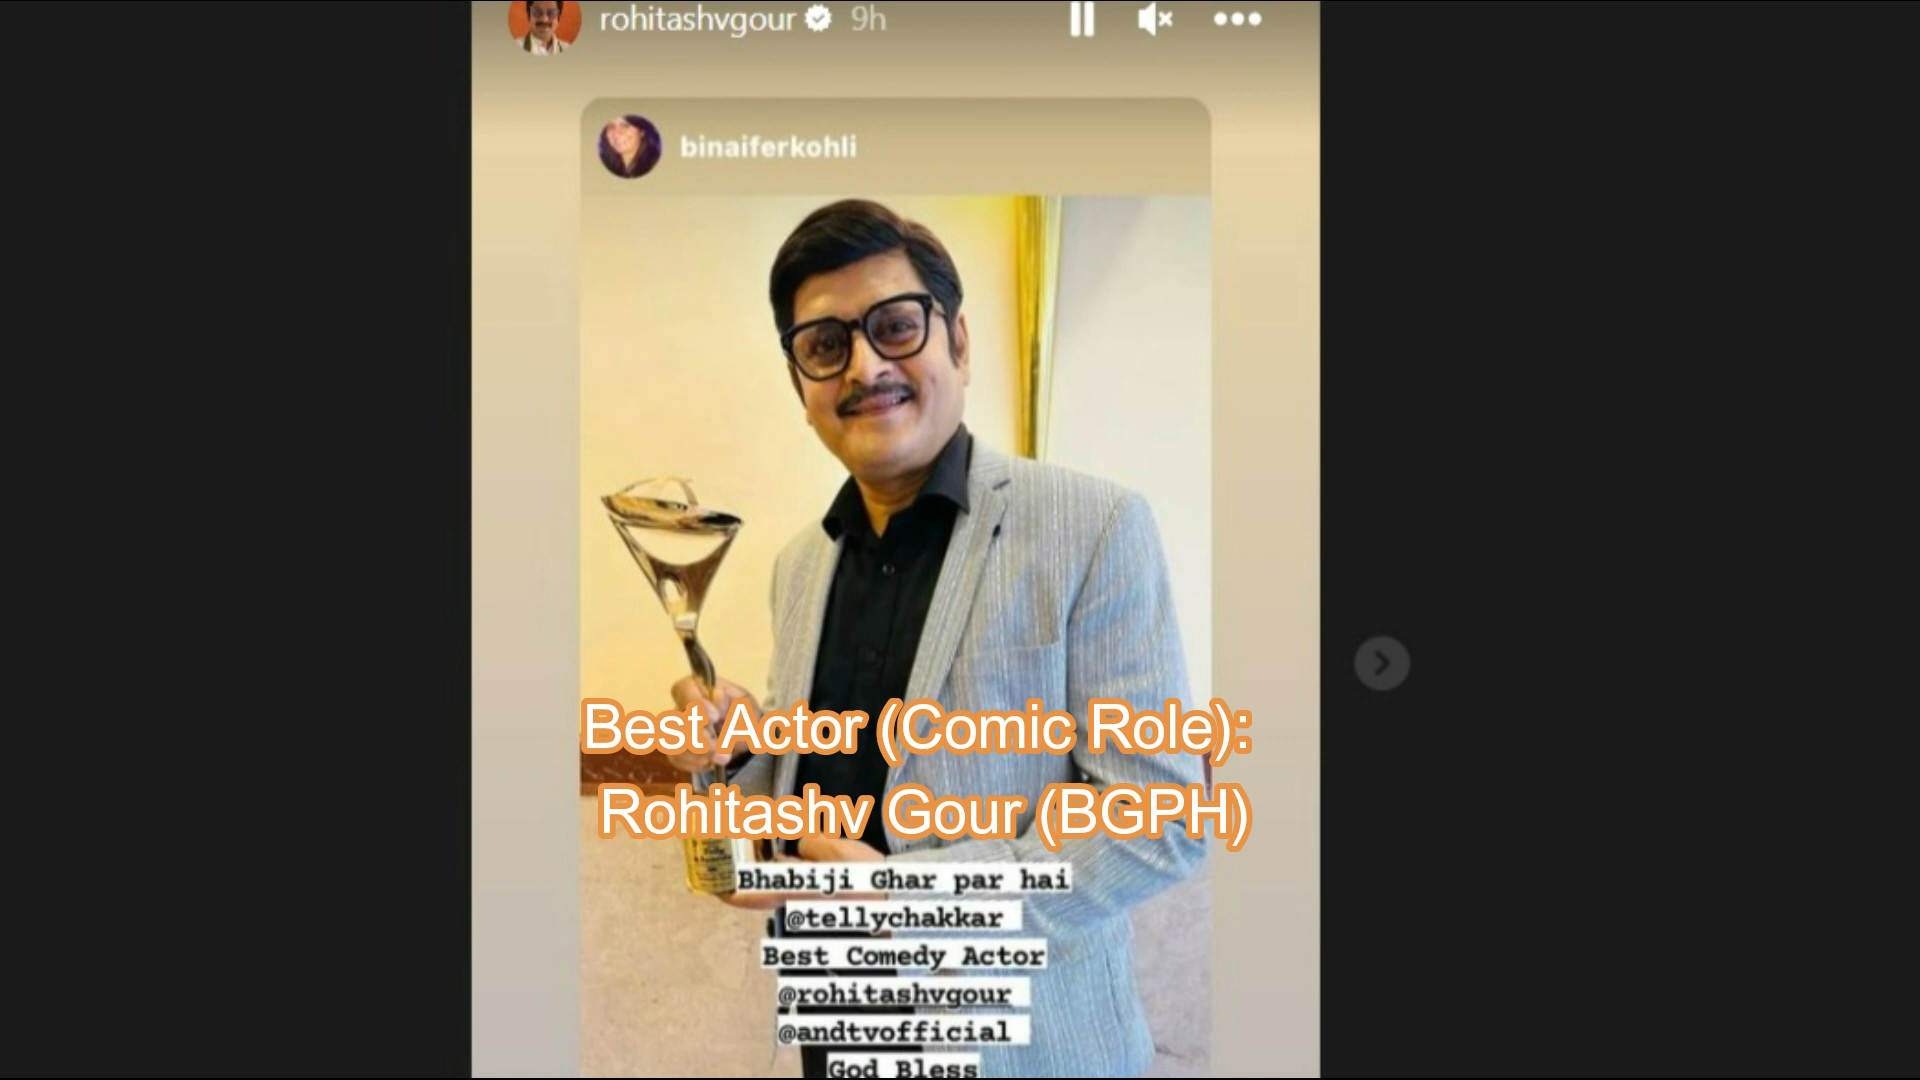 rohitashvgour 9h
binaiferkohli
Best Actor (Comic Role):
Rohitashv Gour (BGPH)
Bhabiji Ghar par hai
@tellychakkar
Best Comedy Actor
@rohitashvgour
@andtvofficial
God Bless